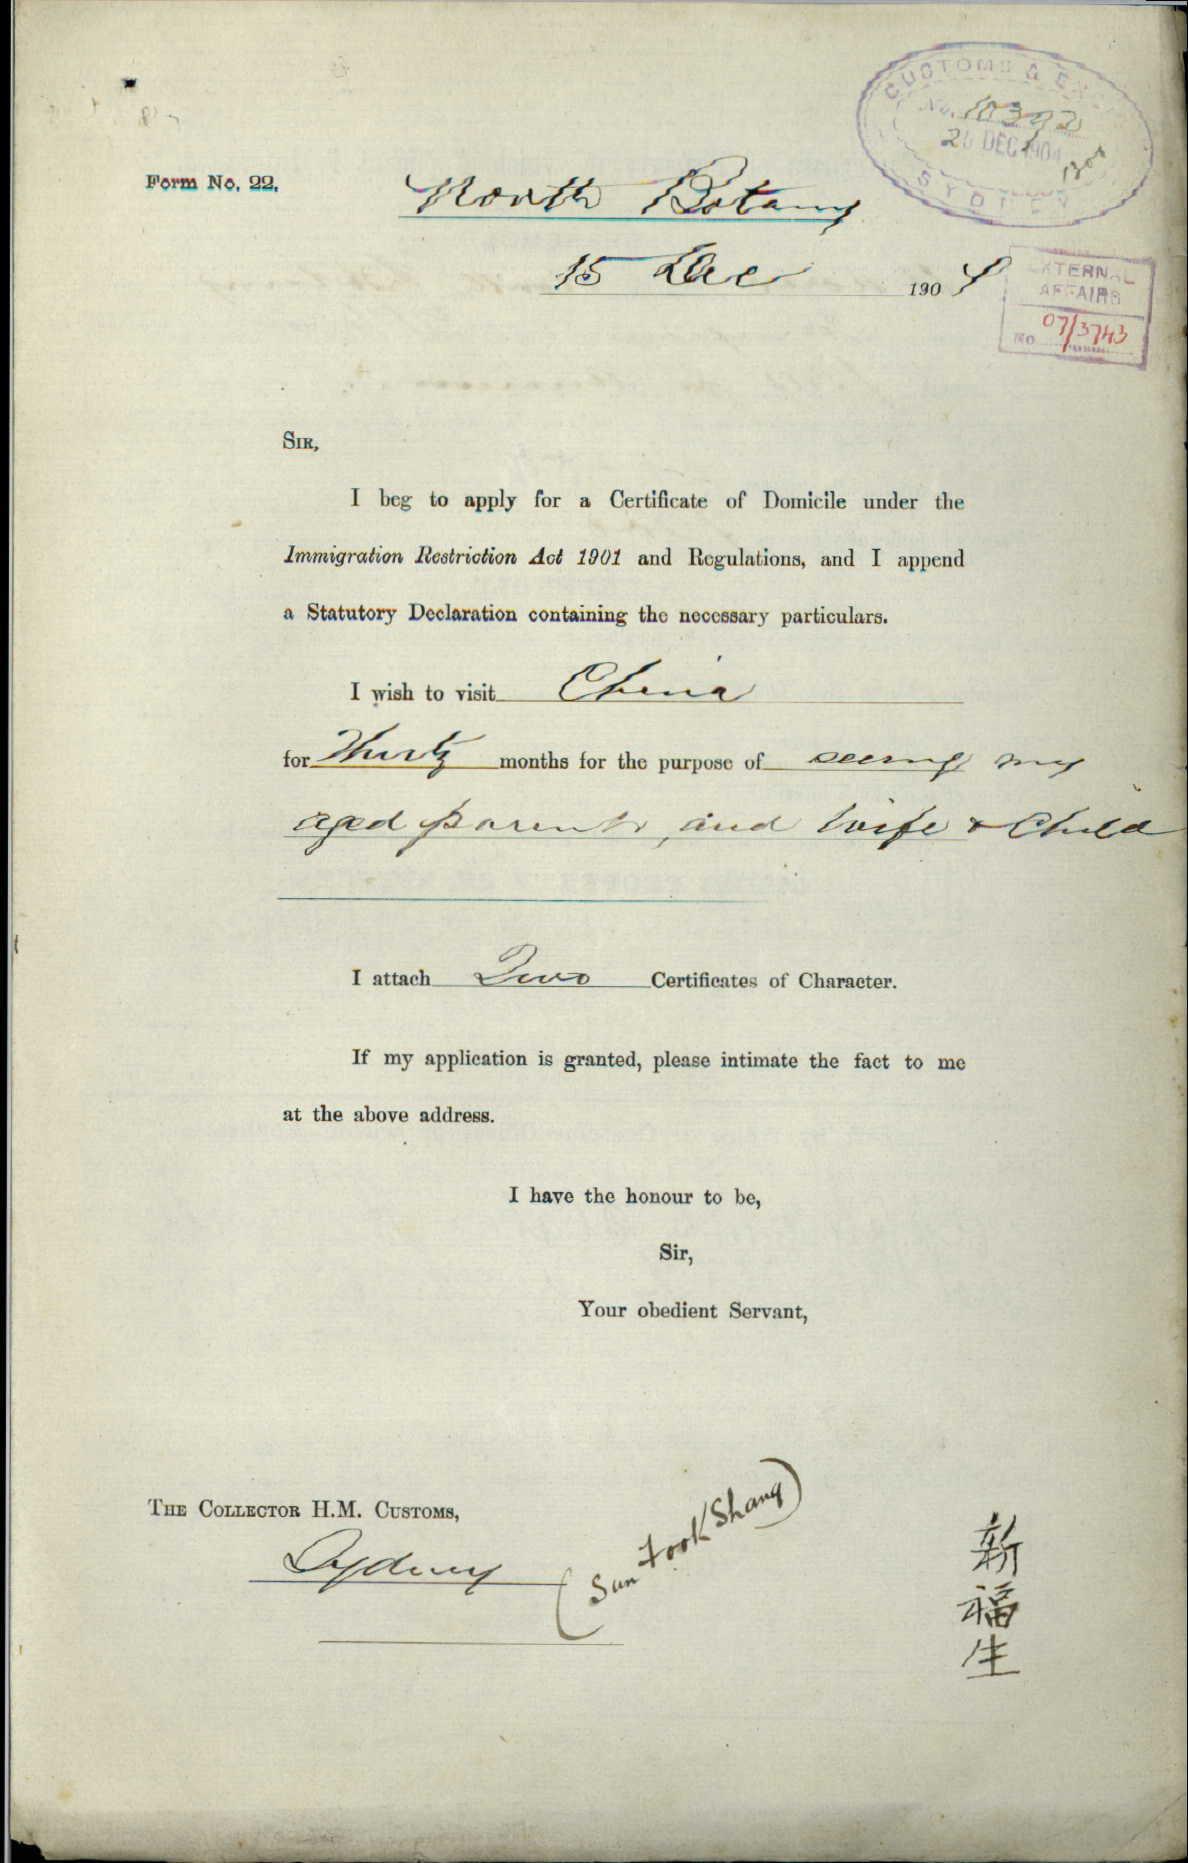 CUSTOMS & EX
No. 10392
DEC 1904
SYDNEY
Form No. 22.
North Botany
15 Dec 1904
EXTERNAL
AFFAIRS
No 07/3743
SIR,
I beg to apply for a Certificate of Domicile under the
Immigration Restriction Act 1901 and Regulations, and I append
a Statutory Declaration containing the necessary particulars.
I wish to visit China
for Thirty months for the purpose of seeing my
aged parents, and Wife & Child
I attach Two Certificates of Character.
If my application is granted, please intimate the fact to me
at the above address.
I have the honour to be,
Sir,
Your obedient Servant,
THE COLLECTOR H.M. CUSTOMS,
Sydney
(Sun Fook Shang)
新福生